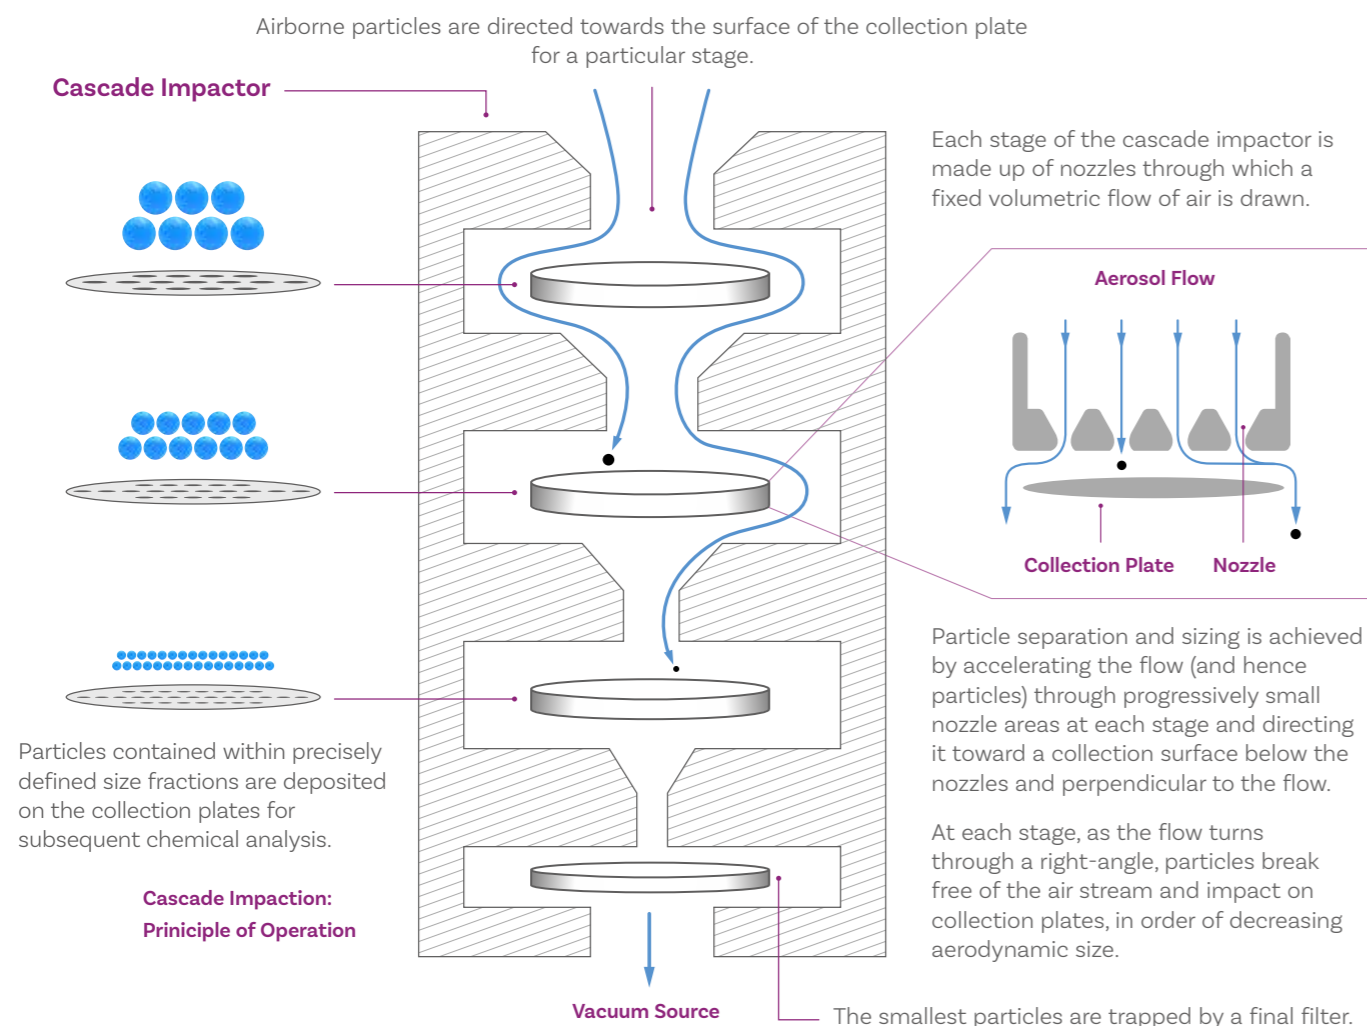 Airborne particles are directed towards the surface of the collection plate
for a particular stage.
Cascade Impactor
Each stage of the cascade impactor is
made up of nozzles through which a
fixed volumetric flow of air is drawn.
Aerosol Flow
Collection Plate
Nozzle
Particle separation and sizing is achieved
by accelerating the flow (and hence
particles) through progressively small
nozzle areas at each stage and directing
it toward a collection surface below the
nozzles and perpendicular to the flow.
At each stage, as the flow turns
through a right-angle, particles break
free of the air stream and impact on
collection plates, in order of decreasing
aerodynamic size.
Particles contained within precisely
defined size fractions are deposited
on the collection plates for
subsequent chemical analysis.
Cascade Impaction:
Priniciple of Operation
Vacuum Source
The smallest particles are trapped by a final filter.